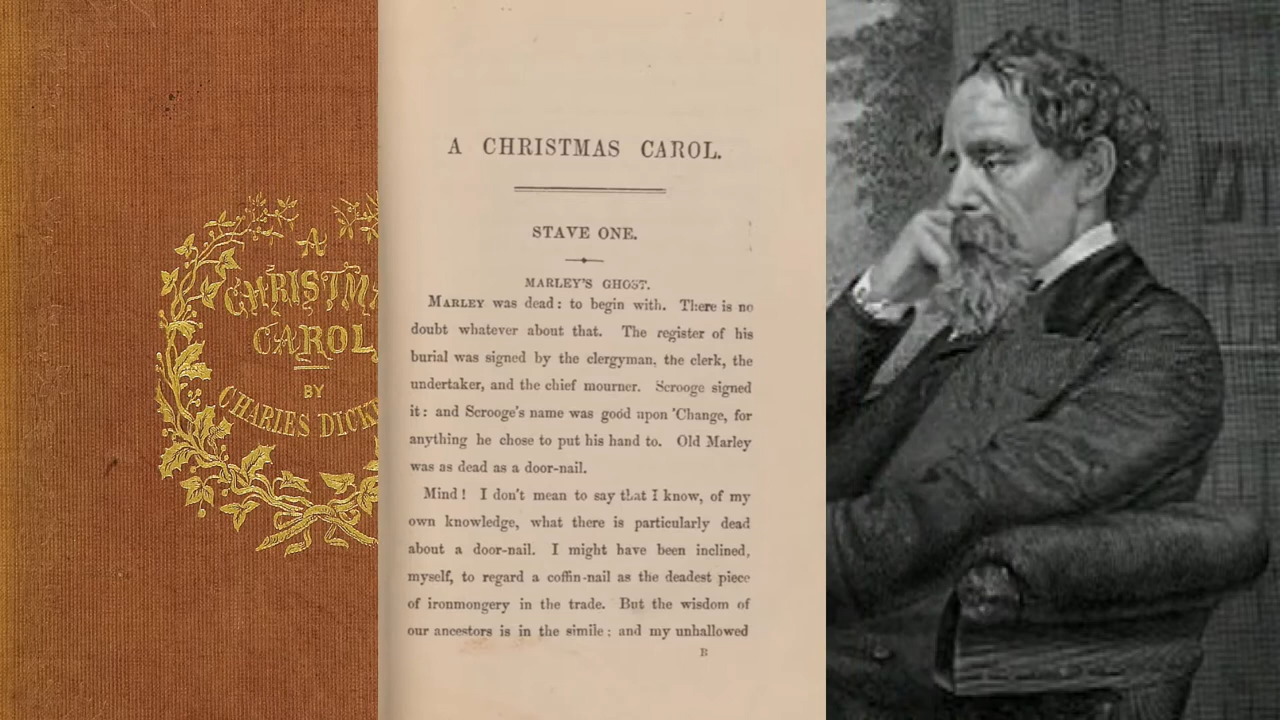 A
CHRISTMA
CAROL
BY
CHARLES DICKE
A CHRISTMAS CAROL.
STAVE ONE.
MARLEY'S GHOST.
MARLEY was dead: to begin with. There is no
doubt whatever about that. The register of his
burial was signed by the clergyman, the clerk, the
undertaker, and the chief mourner. Scrooge signed
it: and Scrooge's name was good upon 'Change, for
anything he chose to put his hand to. Old Marley
was as dead as a door-nail.
Mind! I don't mean to say that I know, of my
own knowledge, what there is particularly dead
about a door-nail. I might have been inclined,
myself, to regard a coffin-nail as the deadest piece
of ironmongery in the trade. But the wisdom of
our ancestors is in the simile; and my unhallowed
B